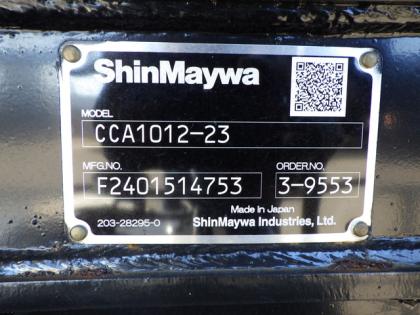 ShinMaywa
MODEL
CCA1012-23
MFG.NO. ORDER.NO.
F2401514753 3-9553
Made in Japan
203-28295-0 ShinMaywa Industries, Ltd.